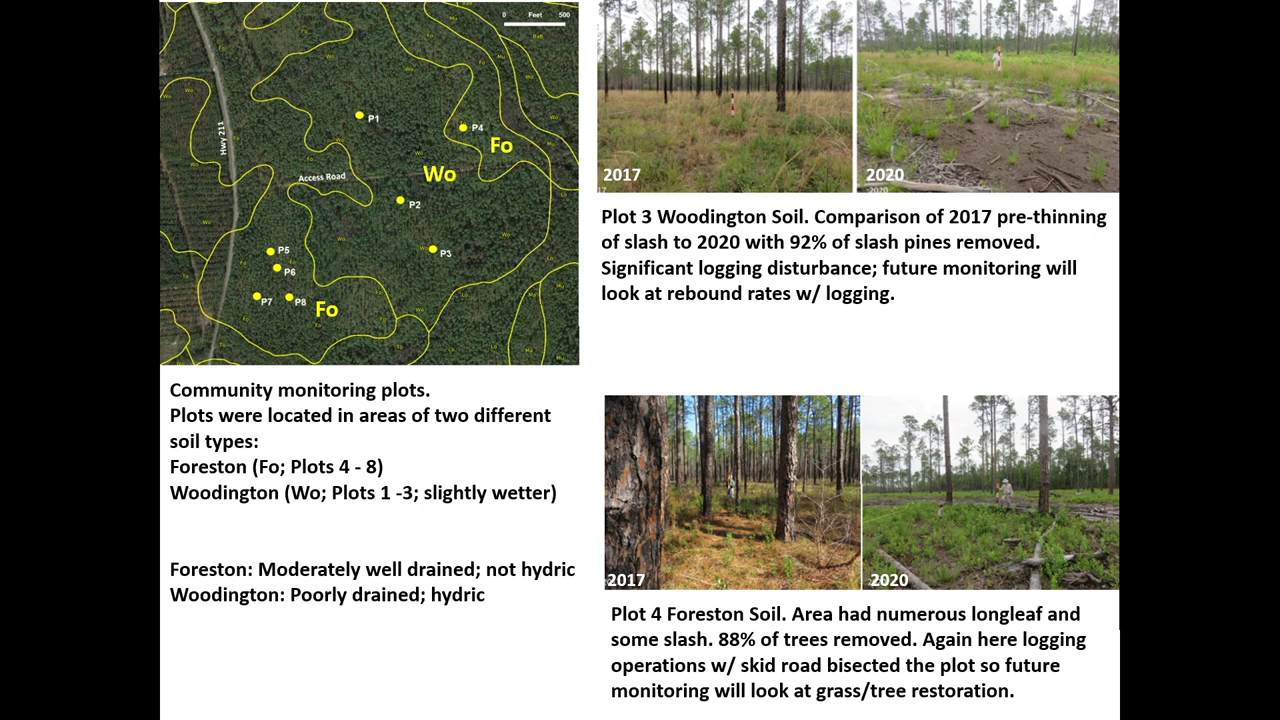 0 Feet 500
Hwy 211
P1
P4
Fo
Wo
Access Road
P2
P3
P5
P6
P7
P8
Fo
Community monitoring plots.
Plots were located in areas of two different
soil types:
Foreston (Fo; Plots 4 - 8)
Woodington (Wo; Plots 1 -3; slightly wetter)
Foreston: Moderately well drained; not hydric
Woodington: Poorly drained; hydric
2017
2020
2020
Plot 3 Woodington Soil. Comparison of 2017 pre-thinning
of slash to 2020 with 92% of slash pines removed.
Significant logging disturbance; future monitoring will
look at rebound rates w/ logging.
2017
2020
Plot 4 Foreston Soil. Area had numerous longleaf and
some slash. 88% of trees removed. Again here logging
operations w/ skid road bisected the plot so future
monitoring will look at grass/tree restoration.